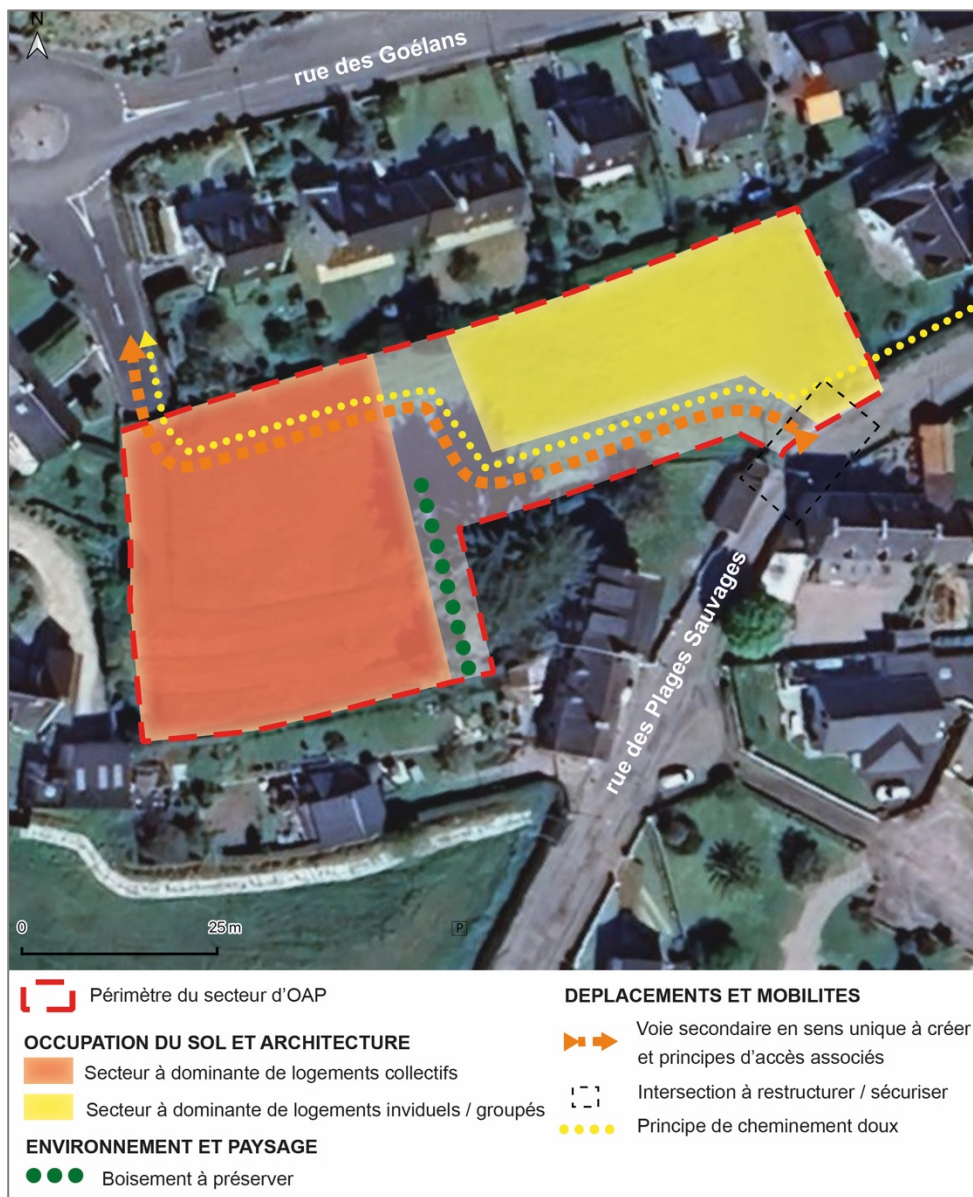 N
rue des Goélans
rue des Plages Sauvages
0 25 m
P
Périmètre du secteur d'OAP
OCCUPATION DU SOL ET ARCHITECTURE
Secteur à dominante de logements collectifs
Secteur à dominante de logements inviduels / groupés
ENVIRONNEMENT ET PAYSAGE
Boisement à préserver
DEPLACEMENTS ET MOBILITES
Voie secondaire en sens unique à créer
et principes d'accès associés
Intersection à restructurer / sécuriser
Principe de cheminement doux